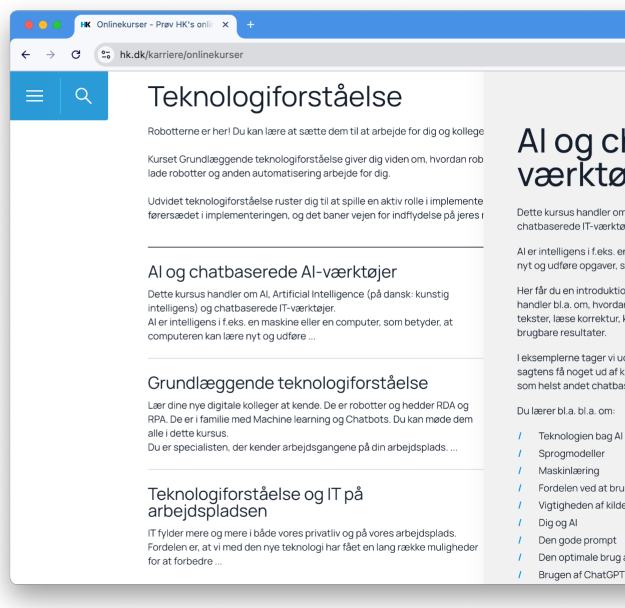 HK Onlinekurser – Prøv HK's onli
hk.dk/karriere/onlinekurser
Teknologiforståelse
Robotterne er her! Du kan lære at sætte dem til at arbejde for dig og kollege
Kurset Grundlæggende teknologiforståelse giver dig viden om, hvordan rob
lade robotter og anden automatisering arbejde for dig.
Udvidet teknologiforståelse ruster dig til at spille en aktiv rolle i implemente
førersædet i implementeringen, og det baner vejen for indflydelse på jeres
AI og chatbaserede AI-værktøjer
Dette kursus handler om AI, Artificial Intelligence (på dansk: kunstig
intelligens) og chatbaserede IT-værktøjer.
AI er intelligens i f.eks. en maskine eller en computer, som betyder, at
computeren kan lære nyt og udføre ...
Grundlæggende teknologiforståelse
Lær dine nye digitale kolleger at kende. De er robotter og hedder RDA og
RPA. De er i familie med Machine learning og Chatbots. Du kan møde dem
alle i dette kursus.
Du er specialisten, der kender arbejdsgangene på din arbejdsplads. ...
Teknologiforståelse og IT på
arbejdspladsen
IT fylder mere og mere i både vores privatliv og på vores arbejdsplads.
Fordelen er, at vi med den nye teknologi har fået en lang række muligheder
for at forbedre ...
AI og c
værktø
Dette kursus handler om
chatbaserede IT-værktø
AI er intelligens i f.eks. e
nyt og udføre opgaver, s
Her får du en introduktio
handler bl.a. om, hvorda
tekster, læse korrektur,
brugbare resultater.
I eksemplerne tager vi u
sagtens få noget ud af k
som helst andet chatba
Du lærer bl.a. bl.a. om:
/ Teknologien bag AI
/ Sprogmodeller
/ Maskinlæring
/ Fordelen ved at bru
/ Vigtigheden af kilde
/ Dig og AI
/ Den gode prompt
/ Den optimale brug
/ Brugen af ChatGPT